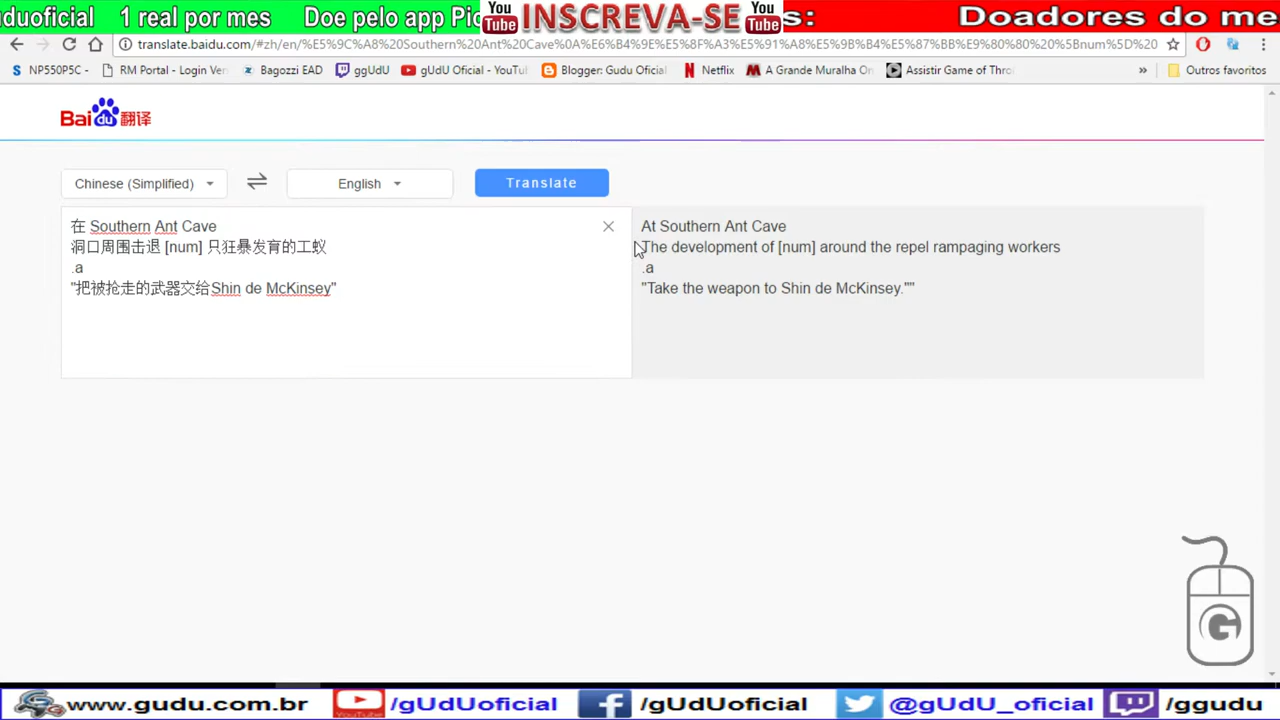 duoficial    1 real por mes    Doe pelo app Pic
You Tube INSCREVA-SE You Tube
s:    Doadores do me
translate.baidu.com/#zh/en/%E5%9C%A8%20Southern%20Ant%20Cave%0A%E6%B4%9E%E5%8F%A3%E5%91%A8%E5%9B%B4%E5%87%BB%E9%80%80%20%5Bnum%5D%20
NP550P5C - RM Portal - Login Ver Bagozzi EAD ggUdU gUdU Oficial - YouTu Blogger: Gudu Oficial Netflix A Grande Muralha On Assistir Game of Thro » Outros favoritos
Bai du 翻译
Chinese (Simplified) English Translate
在 Southern Ant Cave
洞口周围击退 [num] 只狂暴发育的工蚁
.a
"把被抢走的武器交给Shin de McKinsey"
At Southern Ant Cave
The development of [num] around the repel rampaging workers
.a
"Take the weapon to Shin de McKinsey.""
G
www.gudu.com.br YouTube /gUdUoficial /gUdUoficial @gUdU_oficial /ggudu